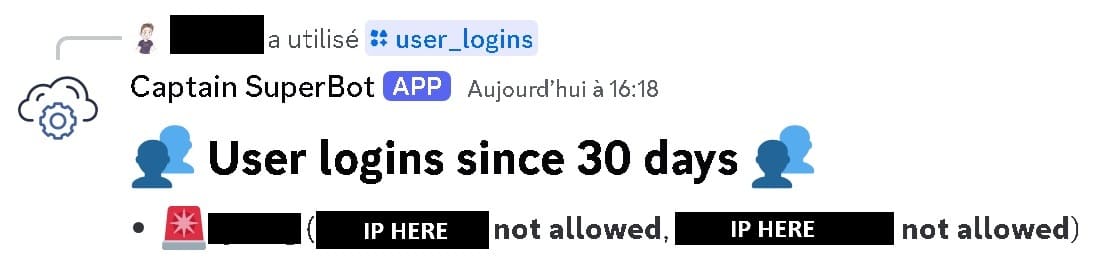 a utilisé user_logins
Captain SuperBot APP Aujourd'hui à 16:18
👥 User logins since 30 days 👥
• 🚨 ( IP HERE not allowed, IP HERE not allowed)